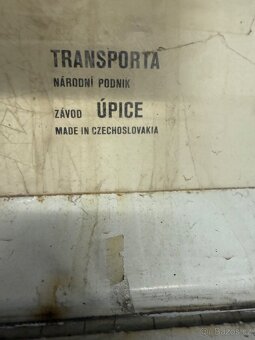 TRANSPORTA
NÁRODNÍ PODNIK
ZÁVOD ÚPICE
MADE IN CZECHOSLOVAKIA